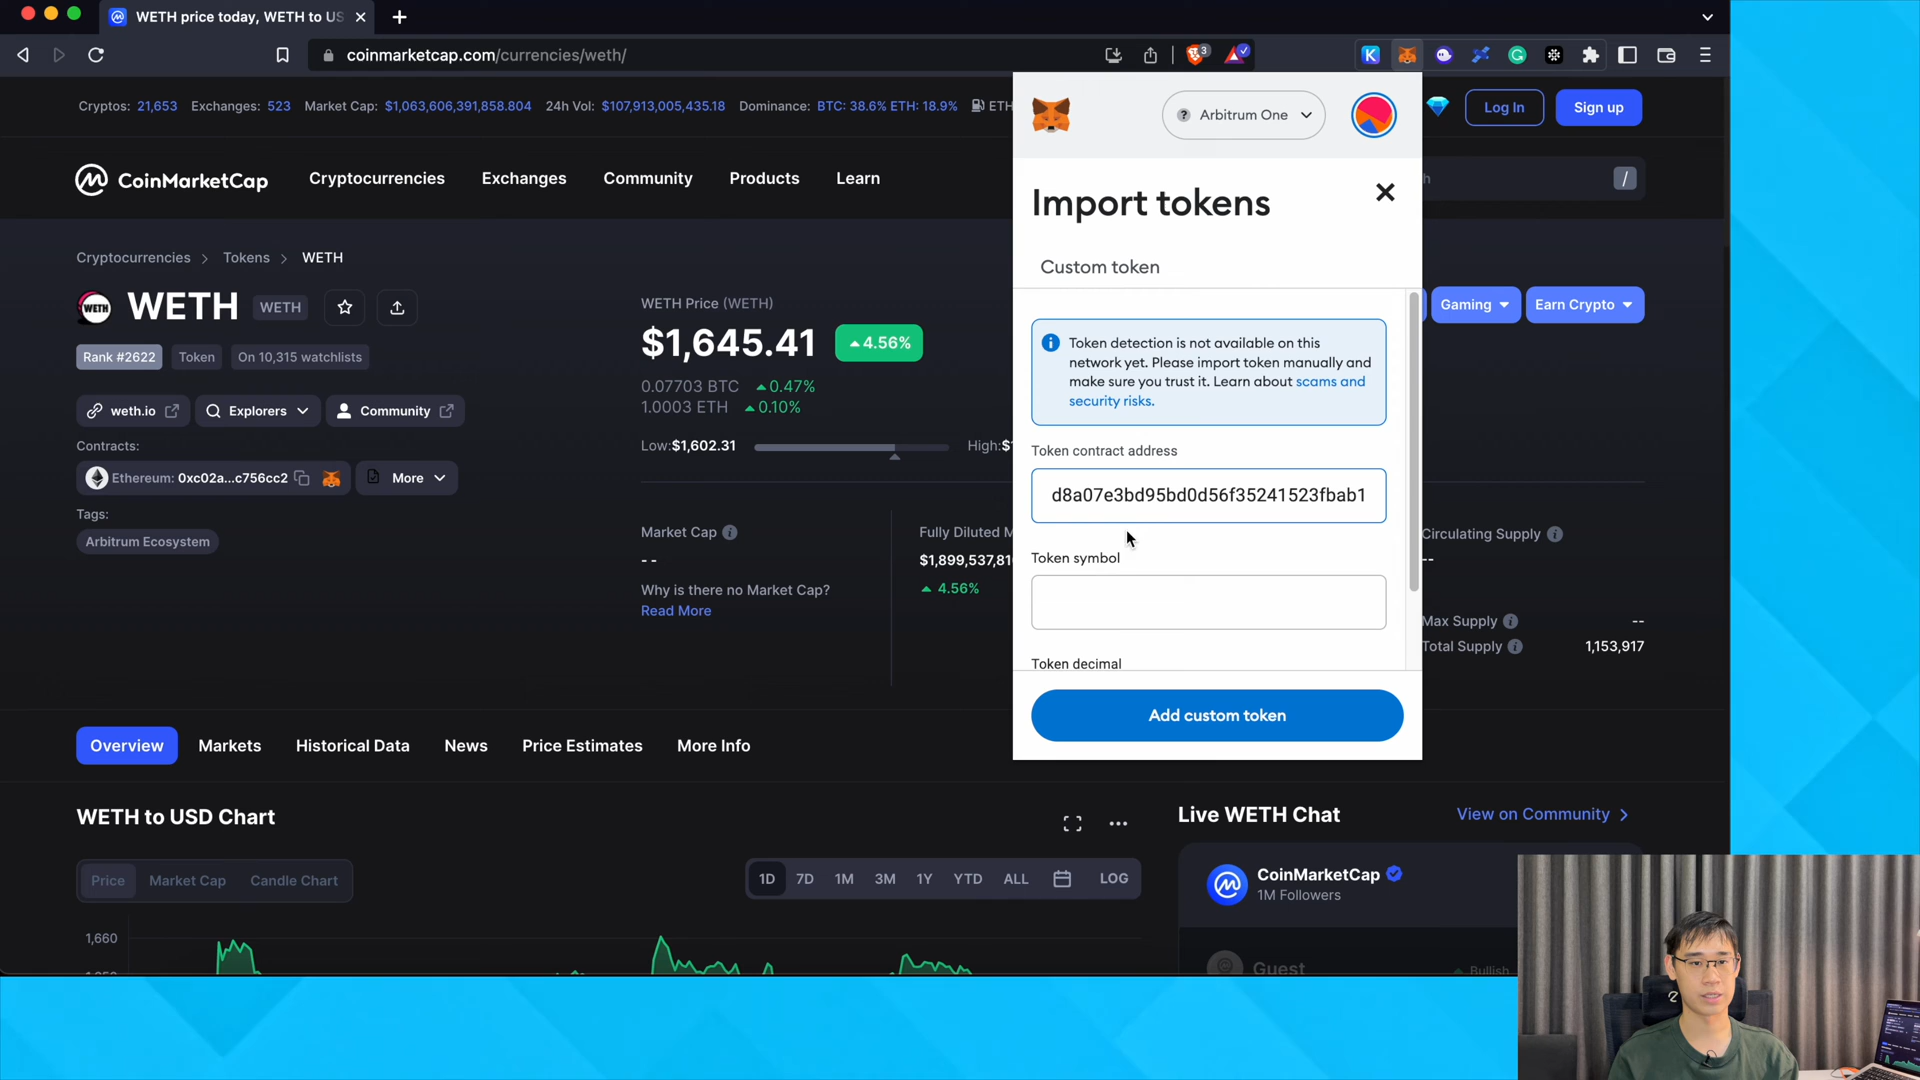 WETH price today, WETH to US
coinmarketcap.com/currencies/weth/
3
Cryptos: 21,653 Exchanges: 523 Market Cap: $1,063,606,391,858.804 24h Vol: $107,913,005,435.18 Dominance: BTC: 38.6% ETH: 18.9% ETH
Log In
Sign up
CoinMarketCap
Cryptocurrencies
Exchanges
Community
Products
Learn
/
Cryptocurrencies > Tokens > WETH
WETH
WETH WETH
Rank #2622
Token
On 10,315 watchlists
weth.io
Explorers
Community
Contracts:
Ethereum: 0xc02a...c756cc2
More
Tags:
Arbitrum Ecosystem
WETH Price (WETH)
$1,645.41
4.56%
0.07703 BTC 0.47%
1.0003 ETH 0.10%
Low:$1,602.31
High:$1
Market Cap
- -
Why is there no Market Cap?
Read More
Fully Diluted M
$1,899,537,81
4.56%
Gaming
Earn Crypto
Circulating Supply
--
Max Supply --
Total Supply 1,153,917
Arbitrum One
Import tokens
Custom token
Token detection is not available on this
network yet. Please import token manually and
make sure you trust it. Learn about scams and
security risks.
Token contract address
d8a07e3bd95bd0d56f35241523fbab1
Token symbol
Token decimal
Add custom token
Overview
Markets
Historical Data
News
Price Estimates
More Info
WETH to USD Chart
Price
Market Cap
Candle Chart
1D 7D 1M 3M 1Y YTD ALL LOG
1,660
Live WETH Chat
View on Community
CoinMarketCap
1M Followers
Guest
Bullish